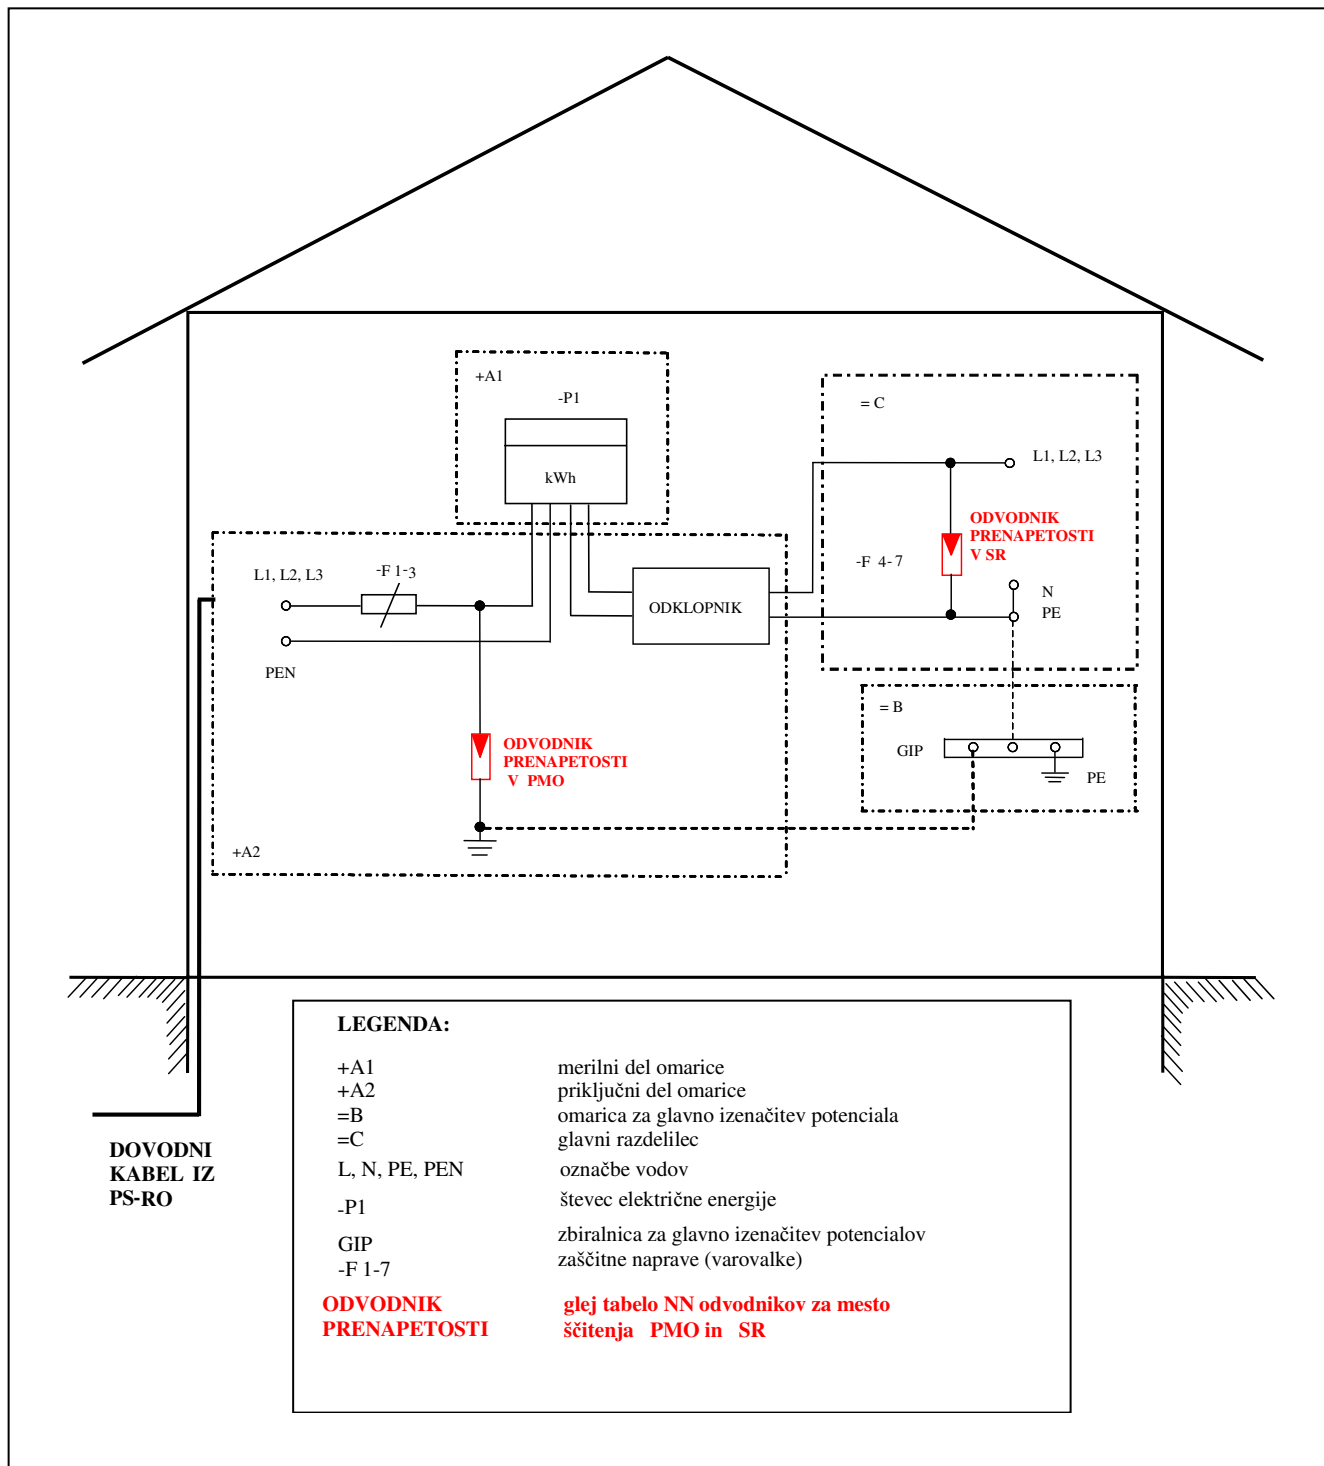 +A1
-P1
kWh
= C
L1, L2, L3
ODVODNIK
PRENAPETOSTI
V SR
-F 4-7
N
PE
L1, L2, L3
-F 1-3
PEN
ODKLOPNIK
ODVODNIK
PRENAPETOSTI
V PMO
+A2
= B
GIP
PE
DOVODNI
KABEL IZ
PS-RO
LEGENDA:
+A1 merilni del omarice
+A2 priključni del omarice
=B omarica za glavno izenačitev potenciala
=C glavni razdelilec
L, N, PE, PEN označbe vodov
-P1 števec električne energije
GIP zbiralnica za glavno izenačitev potencialov
-F 1-7 zaščitne naprave (varovalke)
ODVODNIK glej tabelo NN odvodnikov za mesto
PRENAPETOSTI ščitenja PMO in SR